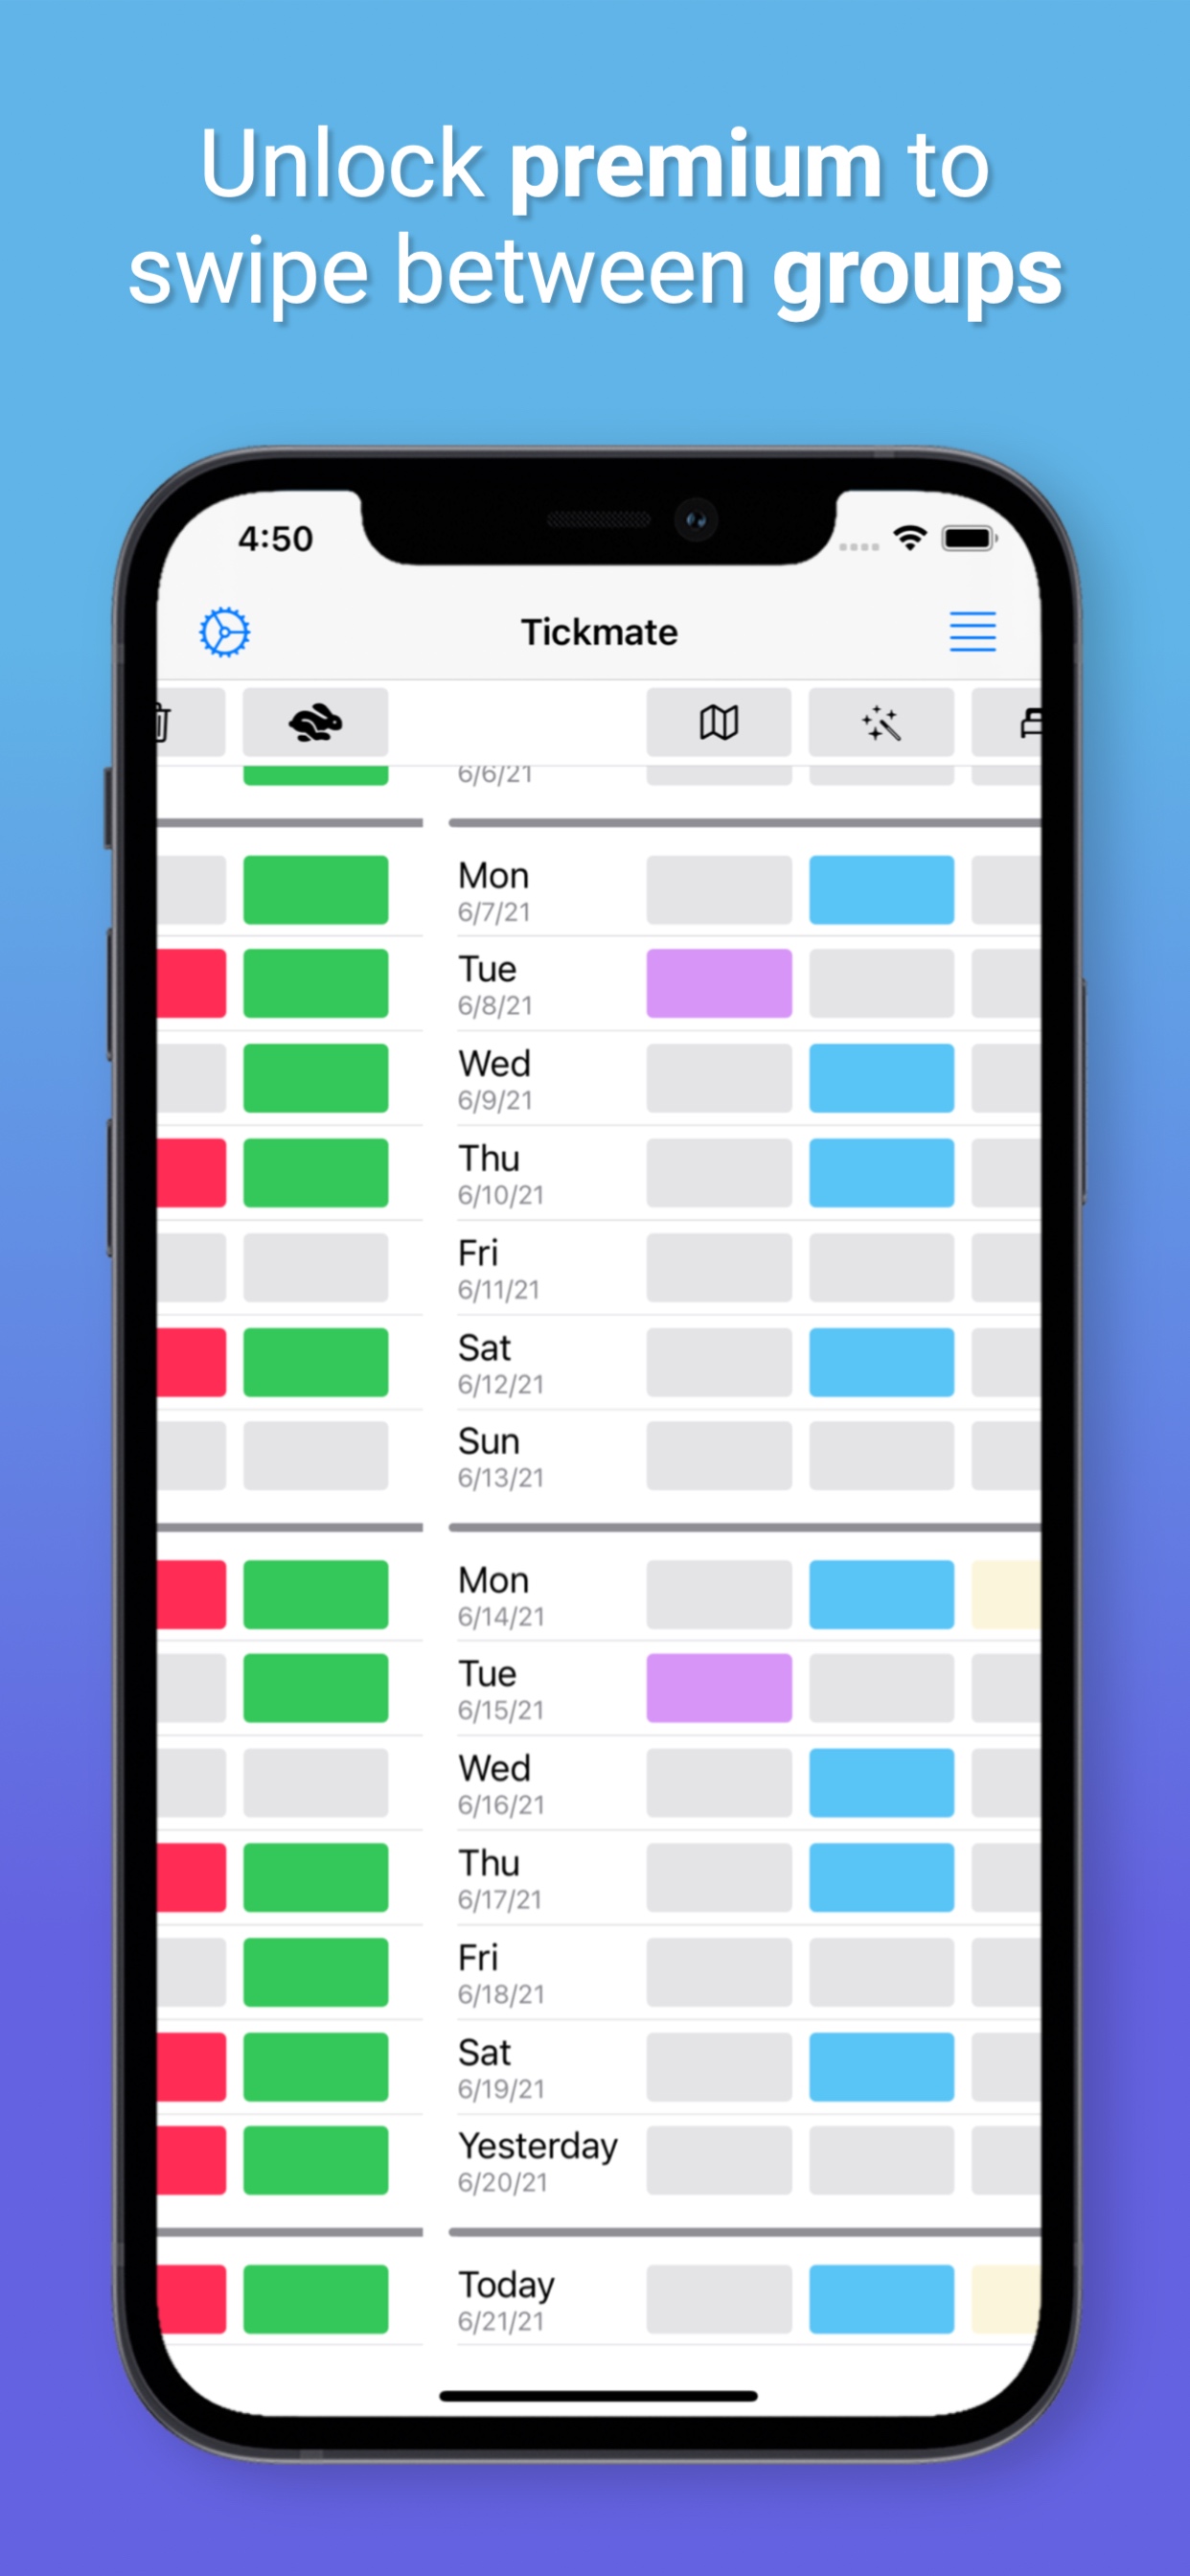 Unlock premium to
swipe between groups
4:50
Tickmate
6/6/21
Mon
6/7/21
Tue
6/8/21
Wed
6/9/21
Thu
6/10/21
Fri
6/11/21
Sat
6/12/21
Sun
6/13/21
Mon
6/14/21
Tue
6/15/21
Wed
6/16/21
Thu
6/17/21
Fri
6/18/21
Sat
6/19/21
Yesterday
6/20/21
Today
6/21/21